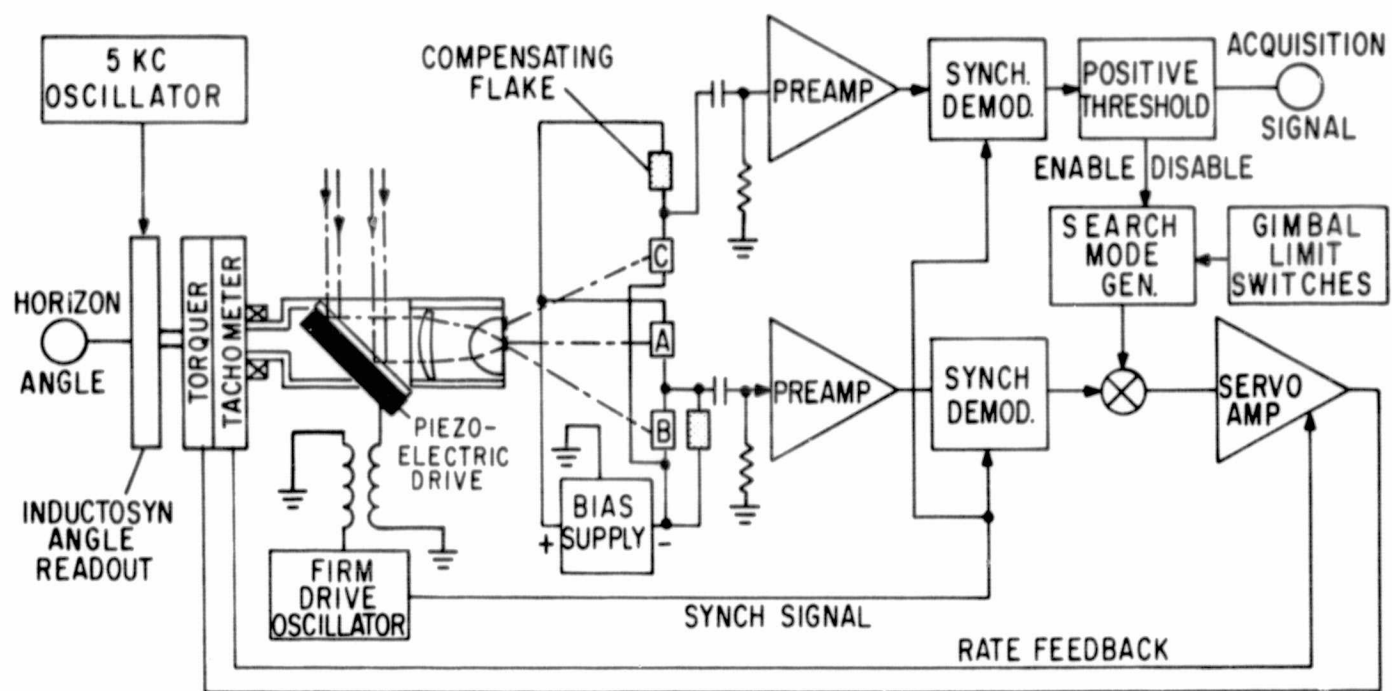 5 KC
OSCILLATOR
COMPENSATING
FLAKE
PREAMP
SYNCH.
DEMOD.
POSITIVE
THRESHOLD
ACQUISITION
SIGNAL
ENABLE DISABLE
SEARCH
MODE
GEN.
GIMBAL
LIMIT
SWITCHES
HORiZON
ANGLE
TORQUER
TACHOMETER
C
A
B
PREAMP
SYNCH
DEMOD.
SERVO
AMP
PIEZO-
ELECTRIC
DRIVE
INDUCTOSYN
ANGLE
READOUT
BIAS
SUPPLY
+
-
FIRM
DRIVE
OSCILLATOR
SYNCH SIGNAL
RATE FEEDBACK